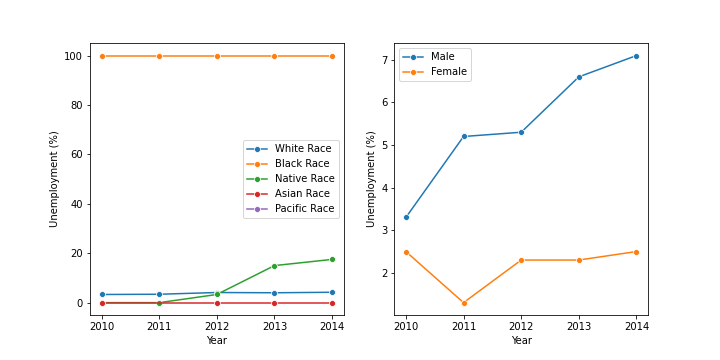 Unemployment (%)
100
80
60
40
20
0
White Race
Black Race
Native Race
Asian Race
Pacific Race
2010 2011 2012 2013 2014
Year
Unemployment (%)
7
6
5
4
3
2
Male
Female
2010 2011 2012 2013 2014
Year